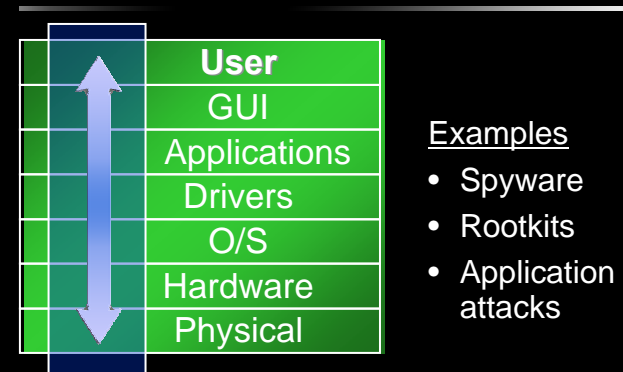 User
GUI
Applications
Drivers
O/S
Hardware
Physical
Examples
• Spyware
• Rootkits
• Application
attacks